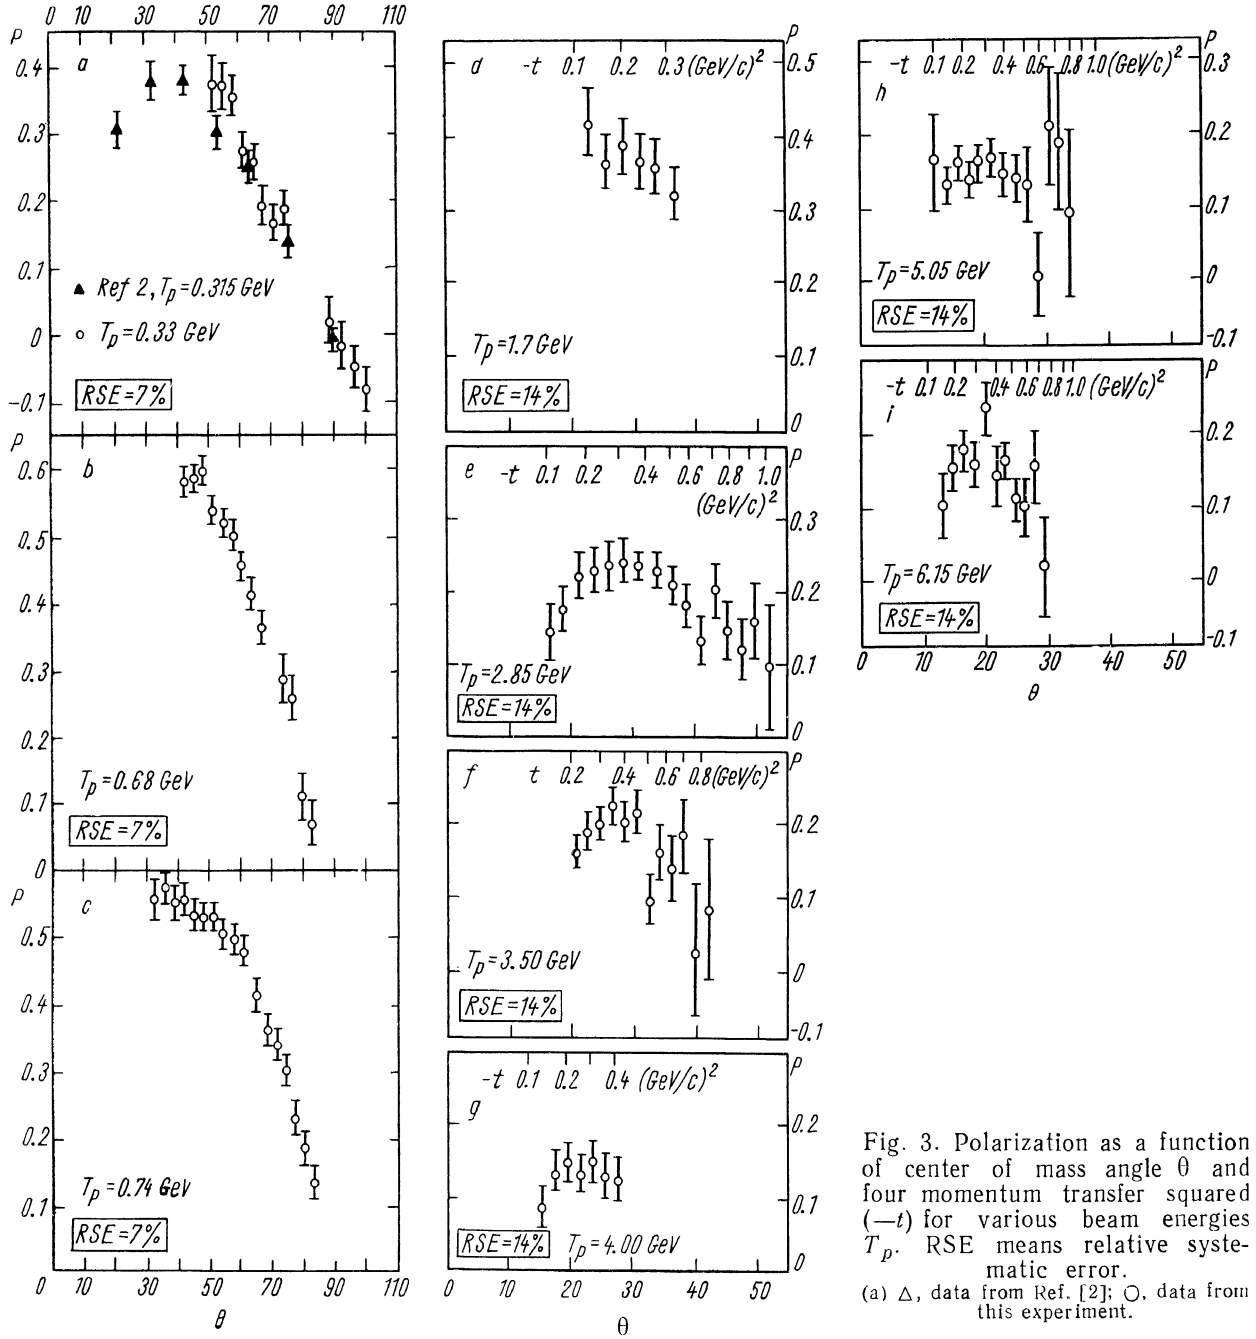 0 10 30 50 70 90 110
P
a
0.4
0.3
0.2
0.1
0
-0.1
▲ Ref 2, Tp=0.315 GeV
○ Tp=0.33 GeV
RSE=7%
P
b
0.6
0.5
0.4
0.3
0.2
0.1
0
Tp=0.68 GeV
RSE=7%
P
c
0.5
0.4
0.3
0.2
0.1
Tp=0.74 GeV
RSE=7%
0 10 30 50 70 90 110
θ
d -t 0.1 0.2 0.3 (GeV/c)²
P
0.5
0.4
0.3
0.2
0.1
0
Tp=1.7 GeV
RSE=14%
e -t 0.1 0.2 0.4 0.6 0.8 1.0
(GeV/c)²
P
0.3
0.2
0.1
0
Tp=2.85 GeV
RSE=14%
f t 0.2 0.4 0.6 0.8 (GeV/c)²
P
0.2
0.1
0
-0.1
Tp=3.50 GeV
RSE=14%
-t 0.1 0.2 0.4 (GeV/c)²
g
P
0.2
0.1
0
RSE=14% Tp=4.00 GeV
0 10 20 30 40 50
θ
-t 0.1 0.2 0.4 0.6 0.8 1.0 (GeV/c)²
h
P
0.3
0.2
0.1
0
-0.1
Tp=5.05 GeV
RSE=14%
-t 0.1 0.2 0.4 0.6 0.8 1.0 (GeV/c)²
i
P
0.2
0.1
0
-0.1
Tp=6.15 GeV
RSE=14%
0 10 20 30 40 50
θ
Fig. 3. Polarization as a function
of center of mass angle θ and
four momentum transfer squared
(—t) for various beam energies
Tp. RSE means relative syste-
matic error.
(a) △, data from Ref. [2]; ○, data from
this experiment.